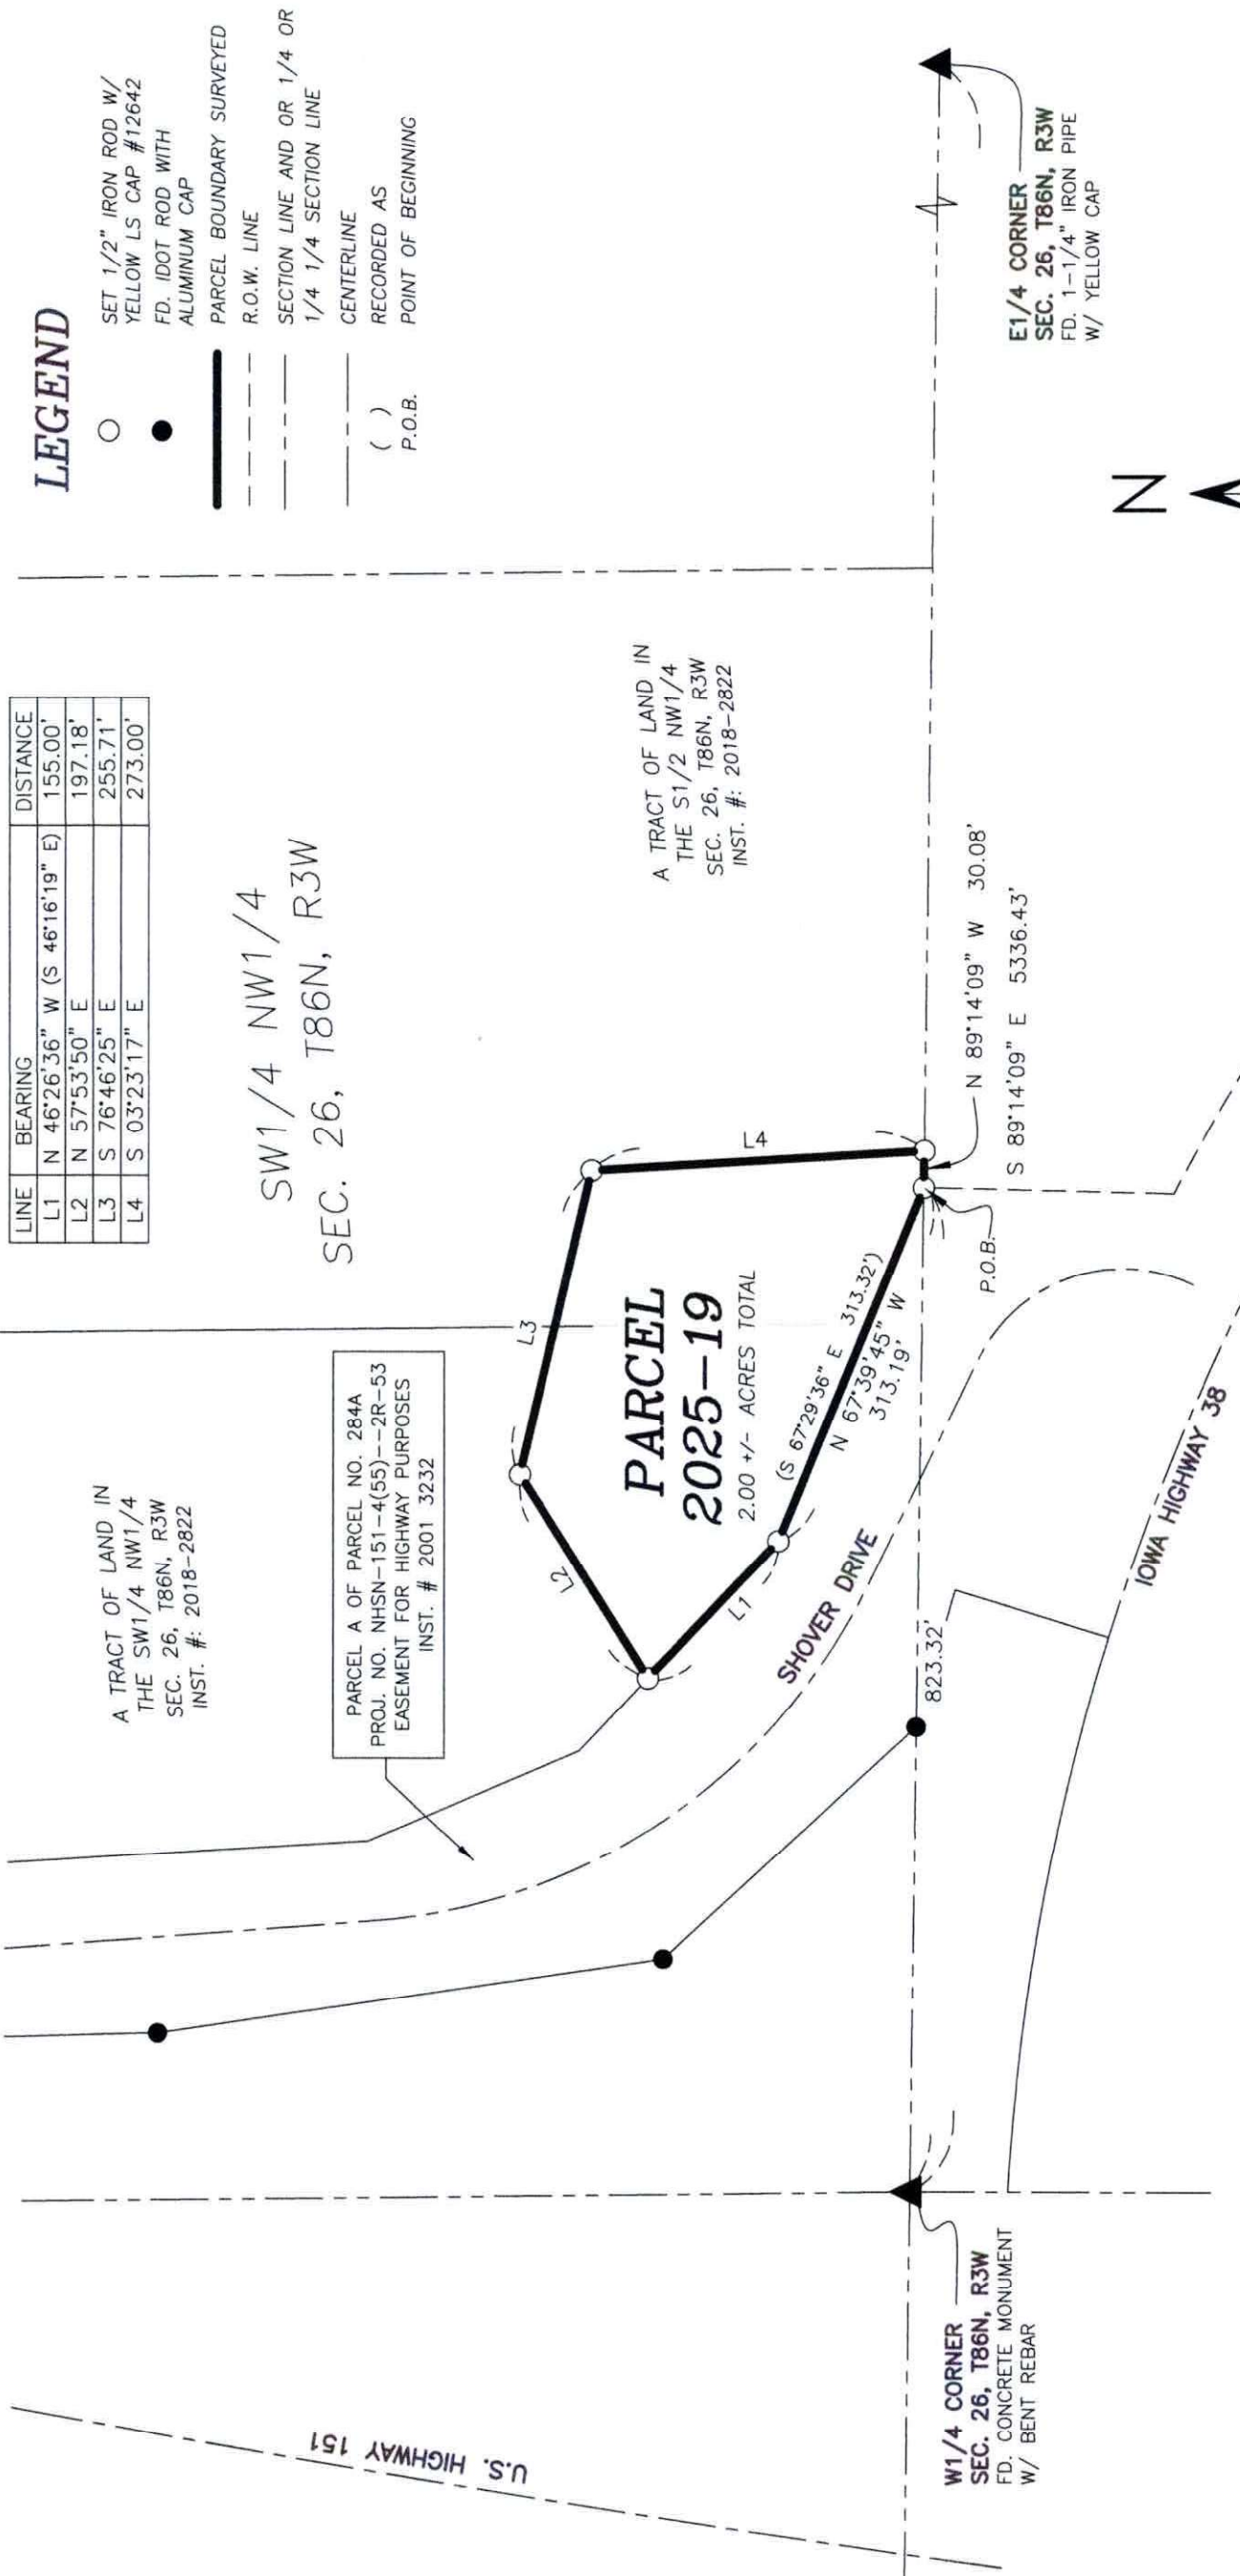 LINE BEARING DISTANCE
L1 N 46°26'36" W (S 46°16'19" E) 155.00'
L2 N 57°53'50" E 197.18'
L3 S 76°46'25" E 255.71'
L4 S 03°23'17" E 273.00'
LEGEND
SET 1/2" IRON ROD W/
YELLOW LS CAP #12642
FD. IDOT ROD WITH
ALUMINUM CAP
PARCEL BOUNDARY SURVEYED
R.O.W. LINE
SECTION LINE AND OR 1/4 OR
1/4 1/4 SECTION LINE
CENTERLINE
( ) RECORDED AS
P.O.B. POINT OF BEGINNING
A TRACT OF LAND IN
THE SW1/4 NW1/4
SEC. 26, T86N, R3W
INST. #: 2018-2822
SW1/4 NW1/4
SEC. 26, T86N, R3W
PARCEL A OF PARCEL NO. 284A
PROJ. NO. NHSN-151-4(55)--2R-53
EASEMENT FOR HIGHWAY PURPOSES
INST. # 2001 3232
U.S. HIGHWAY 151
L3
L2
L1
L4
PARCEL
2025-19
2.00 +/- ACRES TOTAL
(S 67°29'36" E 313.32')
N 67°39'45" W
313.19'
A TRACT OF LAND IN
THE S1/2 NW1/4
SEC. 26, T86N, R3W
INST. #: 2018-2822
SHOVER DRIVE
823.32'
P.O.B.
N 89°14'09" W 30.08'
S 89°14'09" E 5336.43'
W1/4 CORNER
SEC. 26, T86N, R3W
FD. CONCRETE MONUMENT
W/ BENT REBAR
E1/4 CORNER
SEC. 26, T86N, R3W
FD. 1-1/4" IRON PIPE
W/ YELLOW CAP
IOWA HIGHWAY 38
N